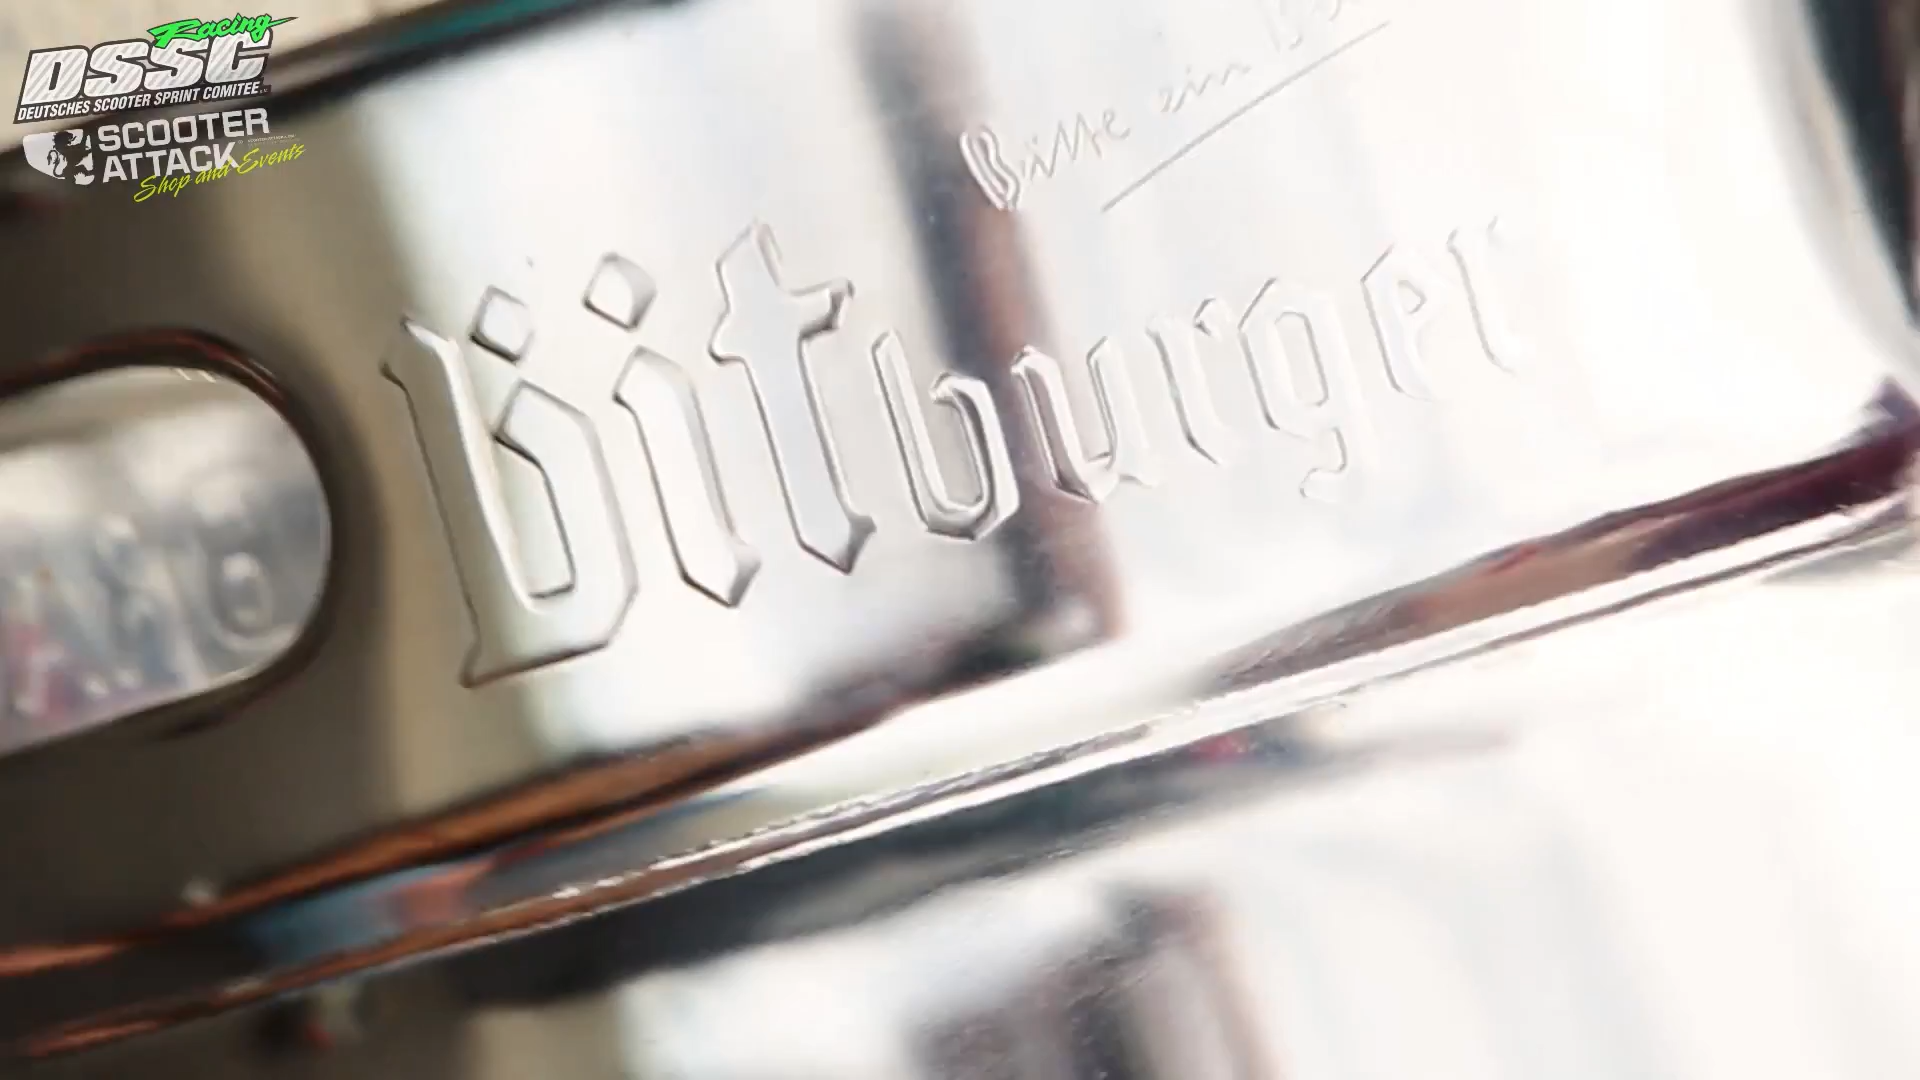 Racing
DSSC
DEUTSCHES SCOOTER SPRINT COMITEE
SCOOTER
ATTACK
Shop and Events
Bitte ein
Bitburger